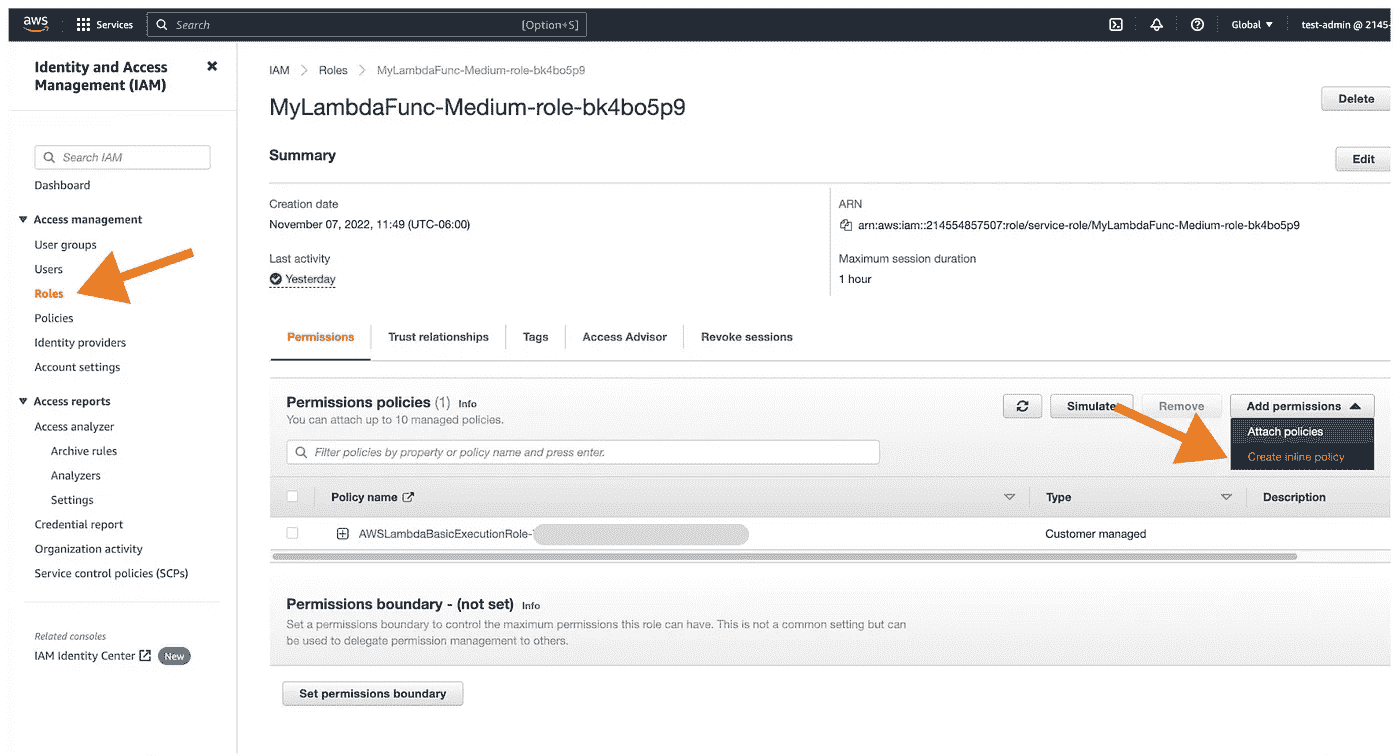 aws Services Search [Option+S] Global test-admin @ 2145-
Identity and Access
Management (IAM)
Search IAM
Dashboard
Access management
User groups
Users
Roles
Policies
Identity providers
Account settings
Access reports
Access analyzer
Archive rules
Analyzers
Settings
Credential report
Organization activity
Service control policies (SCPs)
Related consoles
IAM Identity Center New
IAM Roles MyLambdaFunc-Medium-role-bk4bo5p9
MyLambdaFunc-Medium-role-bk4bo5p9
Delete
Summary
Edit
Creation date
November 07, 2022, 11:49 (UTC-06:00)
Last activity
Yesterday
ARN
arn:aws:iam::214554857507:role/service-role/MyLambdaFunc-Medium-role-bk4bo5p9
Maximum session duration
1 hour
Permissions Trust relationships Tags Access Advisor Revoke sessions
Permissions policies (1) Info
You can attach up to 10 managed policies.
Simulate Remove Add permissions
Attach policies
Create inline policy
Filter policies by property or policy name and press enter.
Policy name Type Description
AWSLambdaBasicExecutionRole- Customer managed
Permissions boundary - (not set) Info
Set a permissions boundary to control the maximum permissions this role can have. This is not a common setting but can
be used to delegate permission management to others.
Set permissions boundary